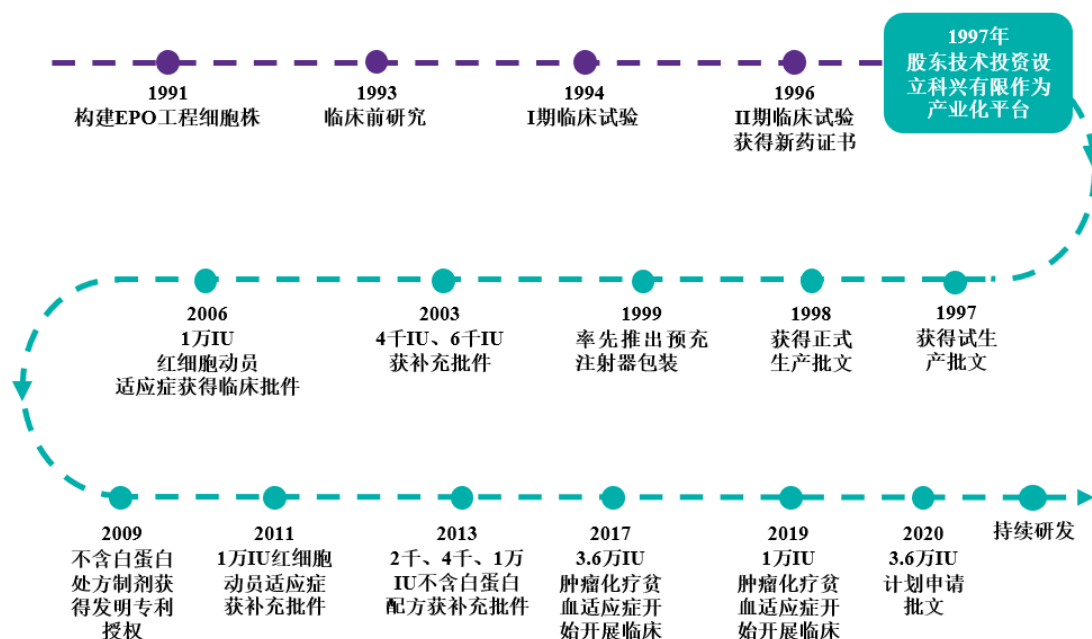 1991
构建EPO工程细胞株
1993
临床前研究
1994
I期临床试验
1996
II期临床试验
获得新药证书
1997年
股东技术投资设
立科兴有限作为
产业化平台
1997
获得试生
产批文
1998
获得正式
生产批文
1999
率先推出预充
注射器包装
2003
4千IU、6千IU
获补充批件
2006
1万IU
红细胞动员
适应症获得临床批件
2009
不含白蛋白
处方制剂获
得发明专利
授权
2011
1万IU红细胞
动员适应症
获补充批件
2013
2千、4千、1万
IU不含白蛋白
配方获补充批件
2017
3.6万IU
肿瘤化疗贫
血适应症开
始开展临床
2019
1万IU
肿瘤化疗贫
血适应症开
始开展临床
2020
3.6万IU
计划申请
批文
持续研发